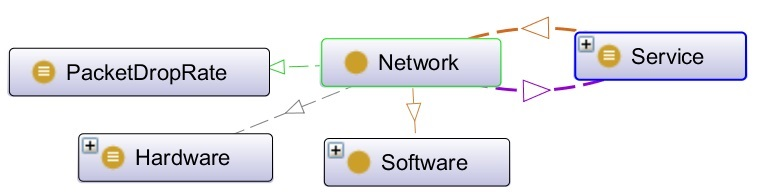 Network
Service
PacketDropRate
Hardware
Software